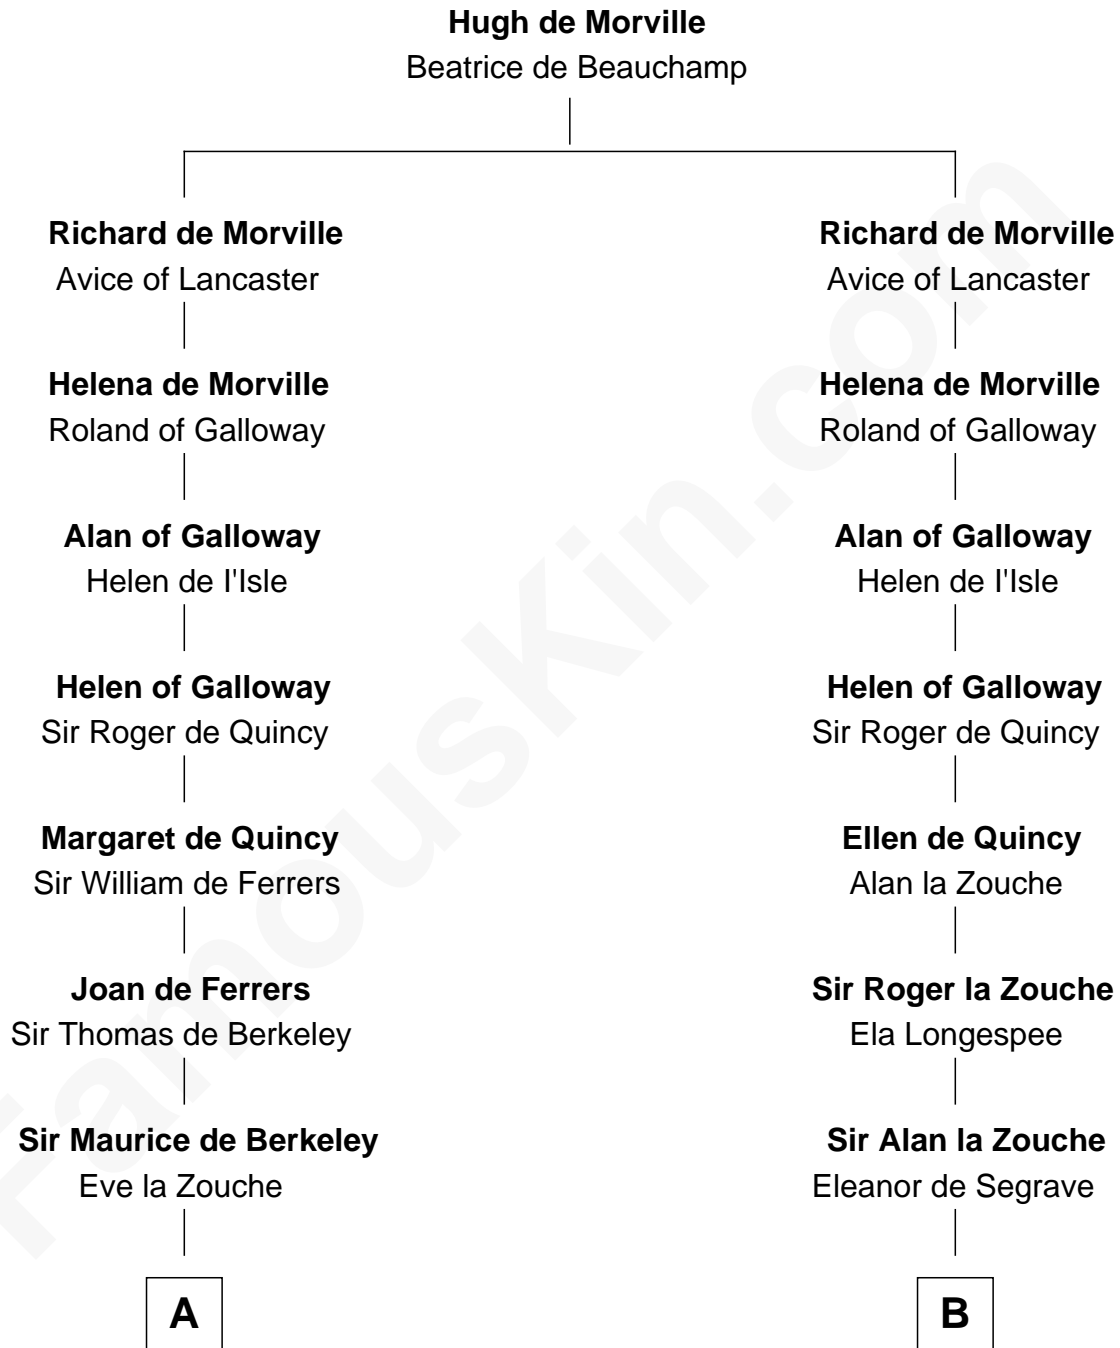 Hugh de Morville
Beatrice de Beauchamp
Richard de Morville
Avice of Lancaster
Helena de Morville
Roland of Galloway
Alan of Galloway
Helen de I'Isle
Helen of Galloway
Sir Roger de Quincy
Margaret de Quincy
Sir William de Ferrers
Joan de Ferrers
Sir Thomas de Berkeley
Sir Maurice de Berkeley
Eve la Zouche
A
Richard de Morville
Avice of Lancaster
Helena de Morville
Roland of Galloway
Alan of Galloway
Helen de I'Isle
Helen of Galloway
Sir Roger de Quincy
Ellen de Quincy
Alan la Zouche
Sir Roger la Zouche
Ela Longespee
Sir Alan la Zouche
Eleanor de Segrave
B
FamousKin.com